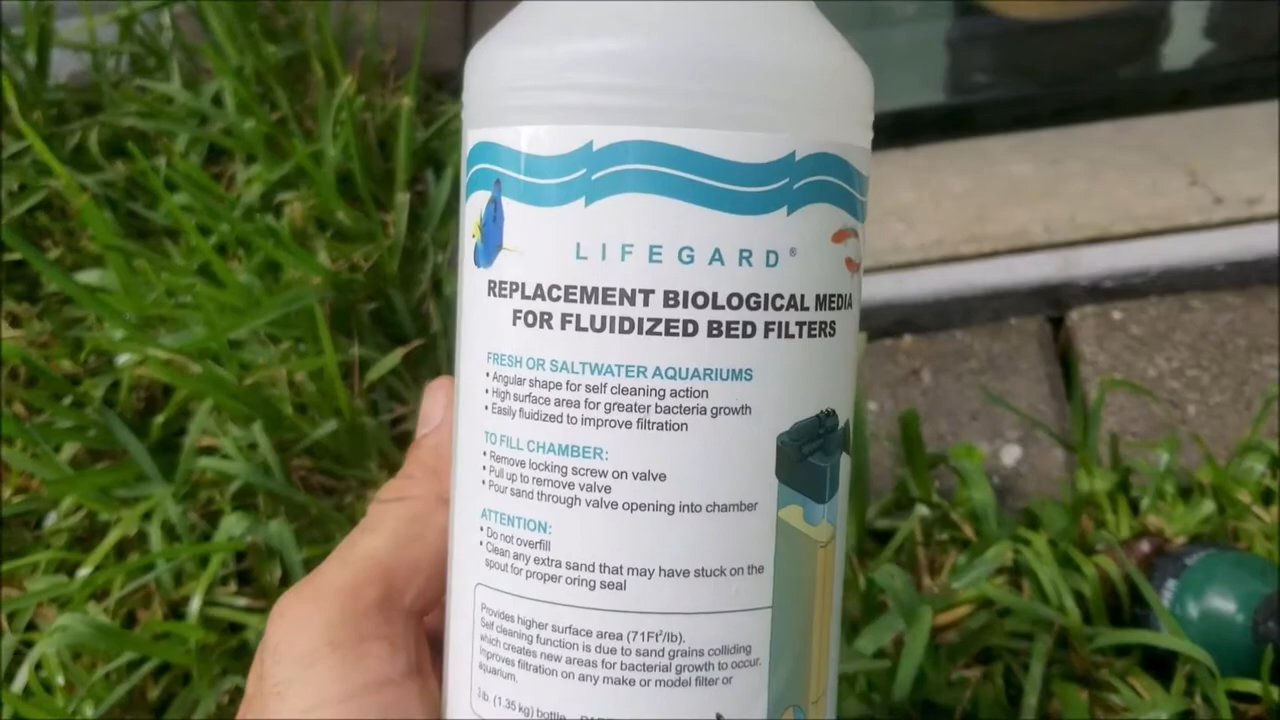 LIFEGARD®
REPLACEMENT BIOLOGICAL MEDIA
FOR FLUIDIZED BED FILTERS
FRESH OR SALTWATER AQUARIUMS
• Angular shape for self cleaning action
• High surface area for greater bacteria growth
• Easily fluidized to improve filtration
TO FILL CHAMBER:
• Remove locking screw on valve
• Pull up to remove valve
• Pour sand through valve opening into chamber
ATTENTION:
• Do not overfill
• Clean any extra sand that may have stuck on the
spout for proper oring seal
Provides higher surface area (71Ft²/lb).
Self cleaning function is due to sand grains colliding
which creates new areas for bacterial growth to occur.
Improves filtration on any make or model filter or
aquarium.
3 lb. (1.35 kg) bottle